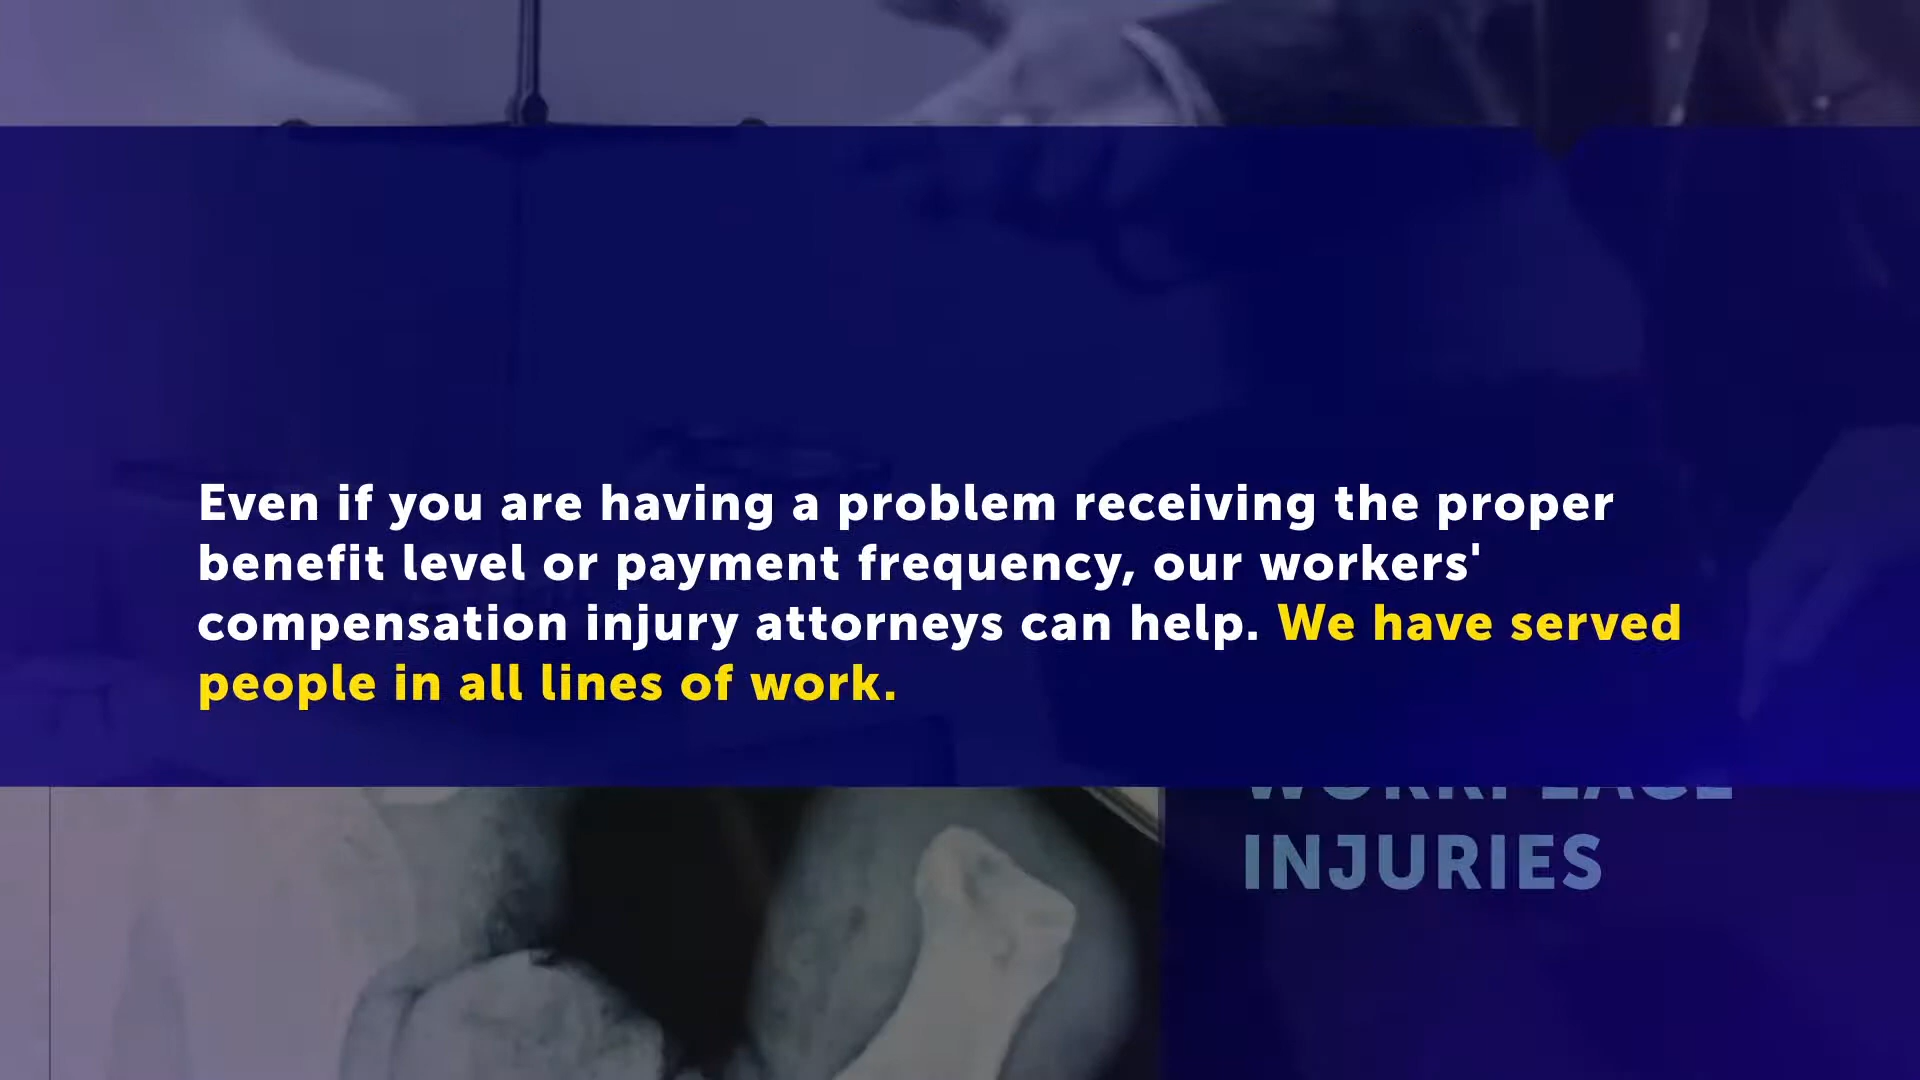 Even if you are having a problem receiving the proper
benefit level or payment frequency, our workers'
compensation injury attorneys can help. We have served
people in all lines of work.
WORKPLACE
INJURIES